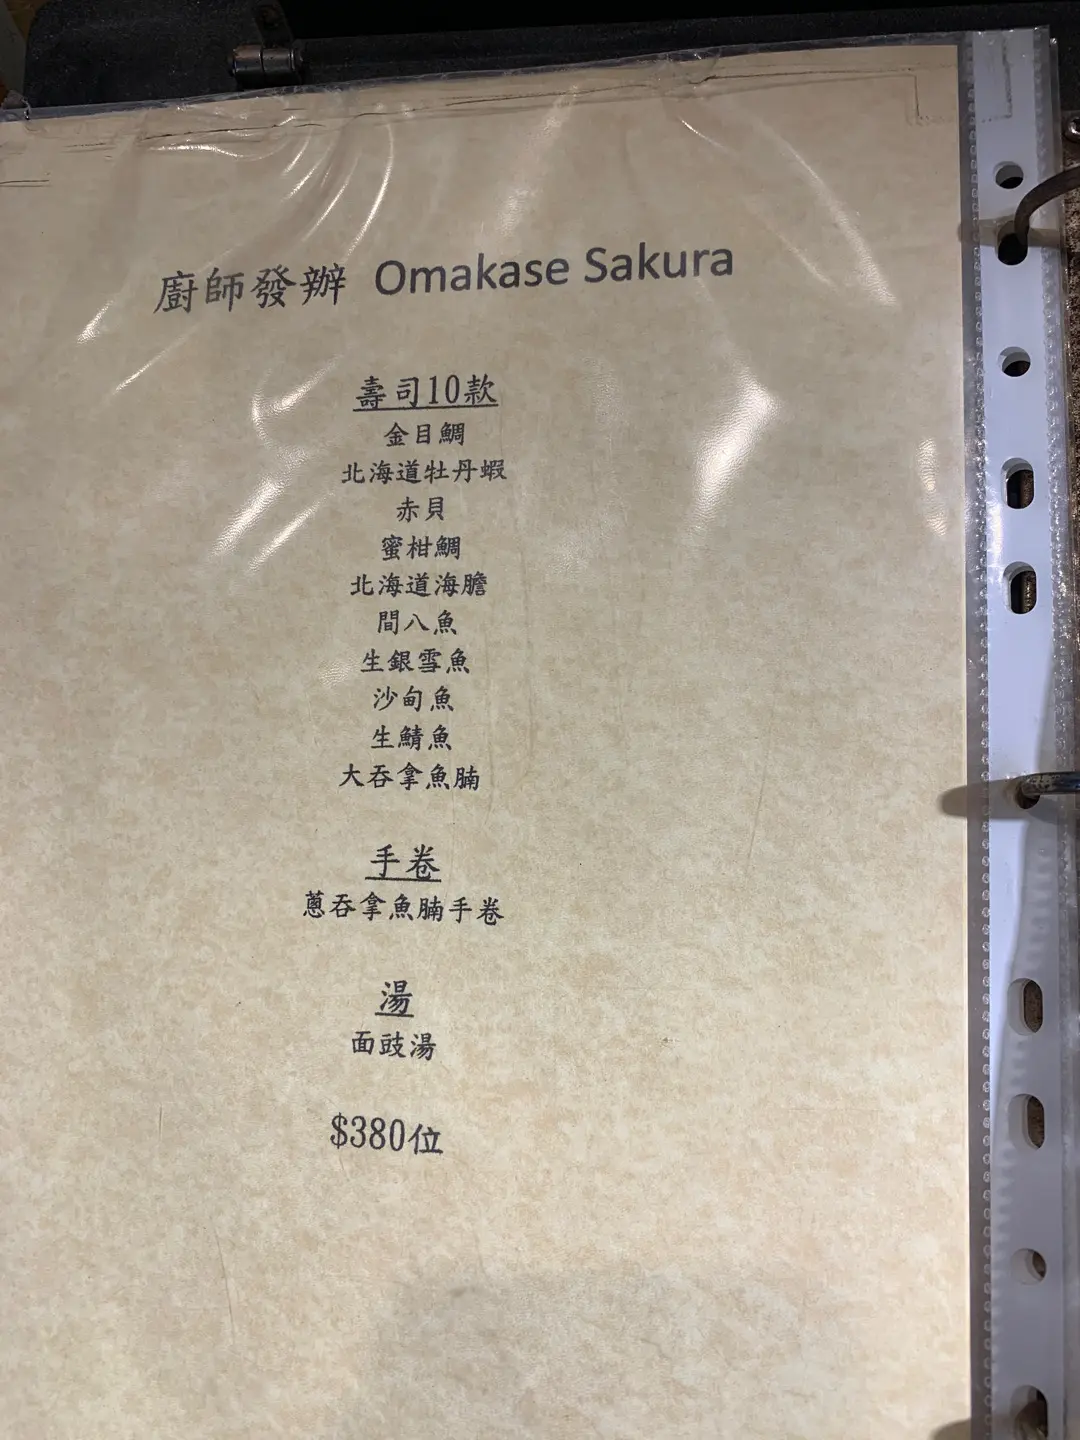 廚師發辦 Omakase Sakura
壽司10款
金目鯛
北海道牡丹蝦
赤貝
蜜柑鯛
北海道海膽
間八魚
生銀雪魚
沙甸魚
生鯖魚
大吞拿魚腩
手卷
蔥吞拿魚腩手卷
湯
面豉湯
$380位